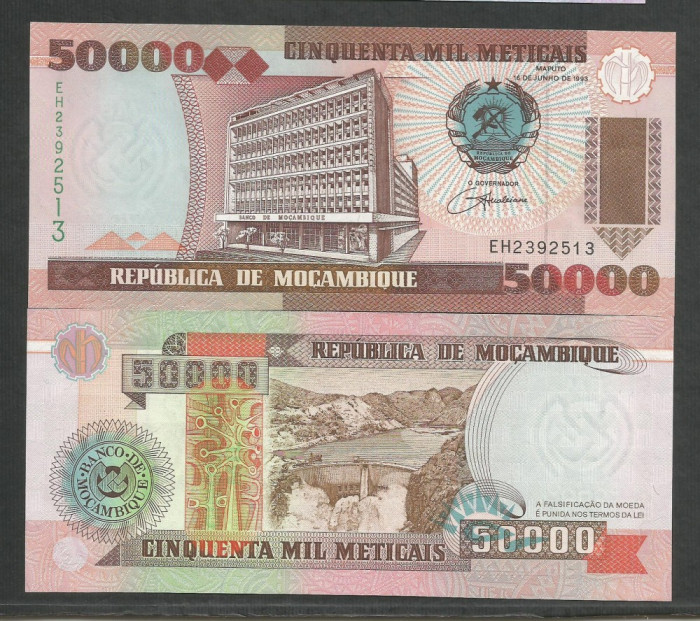 50000
CINQUENTA MIL METICAIS
MAPUTO
16 DE JUNHO DE 1993
EH2392513
REPÚBLICA DE
MOÇAMBIQUE
O GOVERNADOR
BANCO DE MOÇAMBIQUE
EH2392513
REPÚBLICA DE MOÇAMBIQUE
50000
REPÚBLICA DE MOÇAMBIQUE
50000
BANCO DE MOÇAMBIQUE
A FALSIFICAÇÃO DA MOEDA
É PUNIDA NOS TERMOS DA LEI
CINQUENTA MIL METICAIS
50000